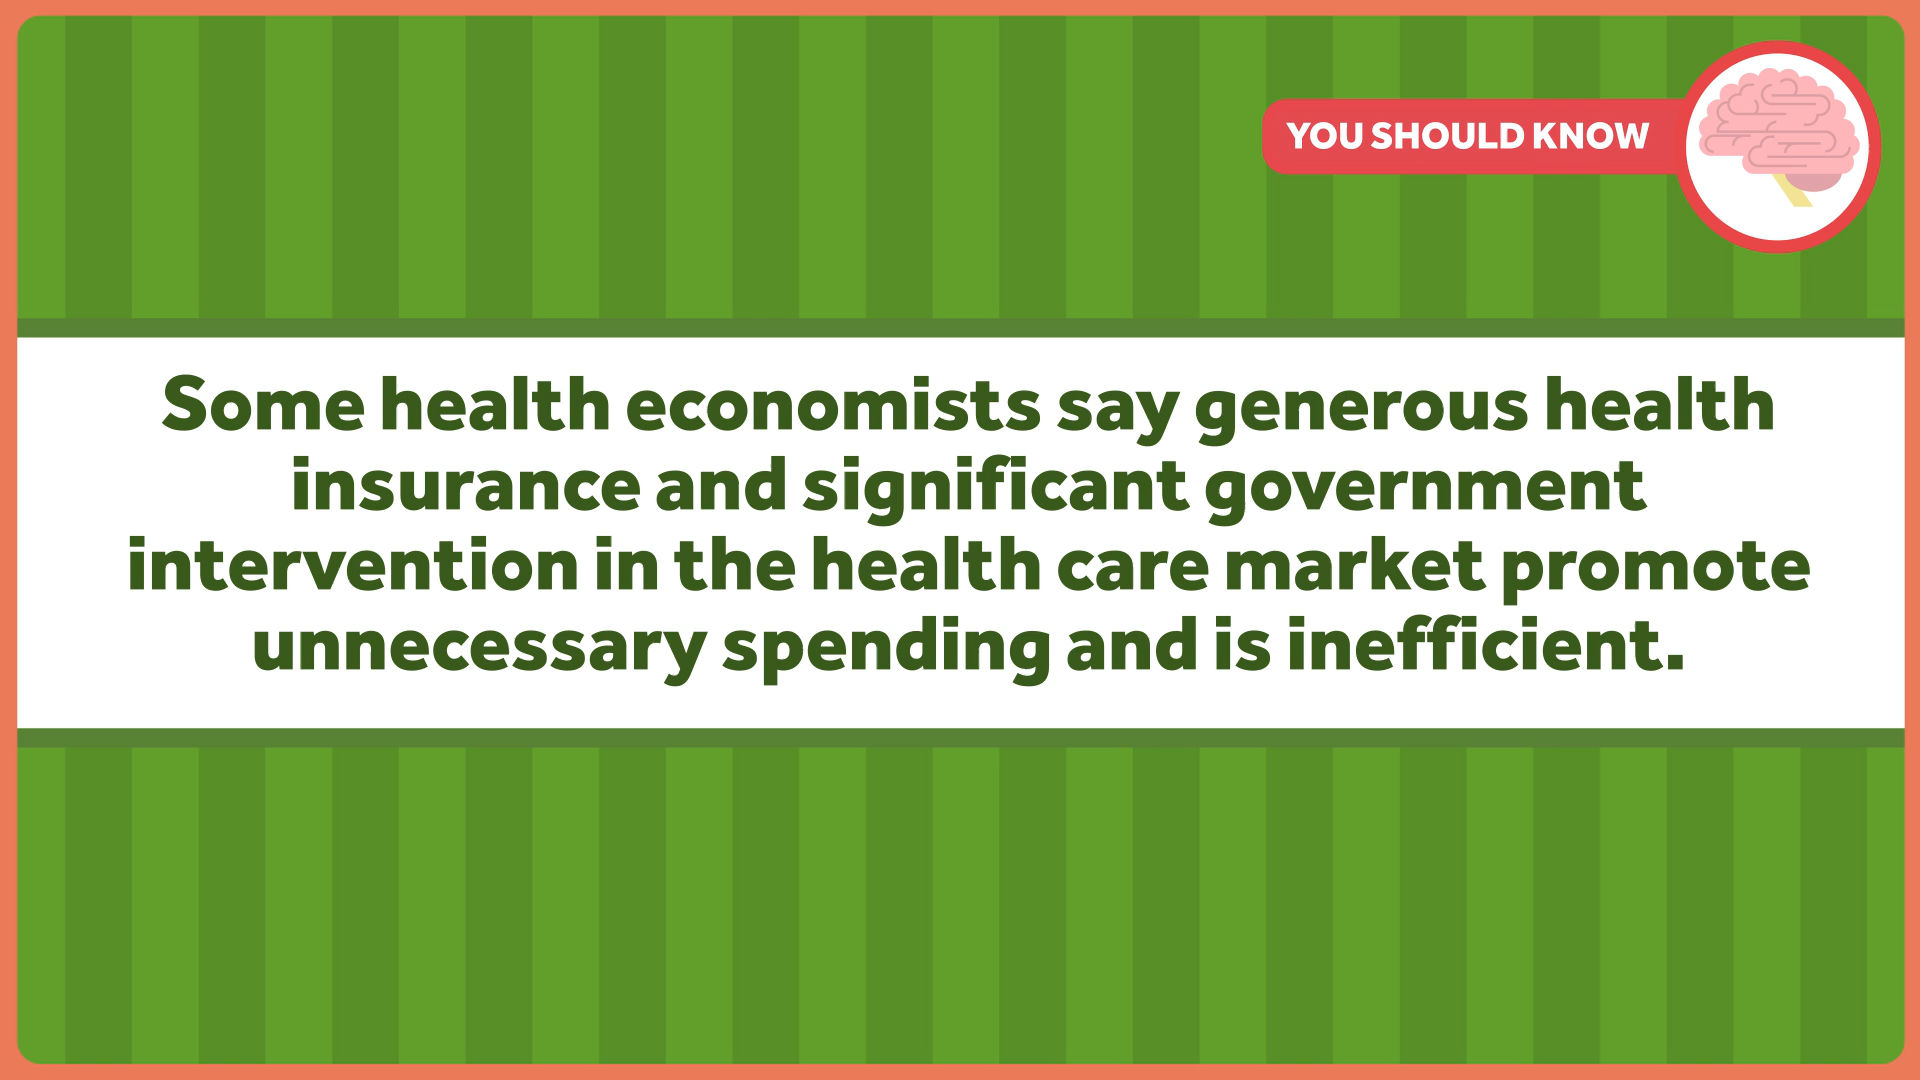 YOU SHOULD KNOW
Some health economists say generous health
insurance and significant government
intervention in the health care market promote
unnecessary spending and is inefficient.